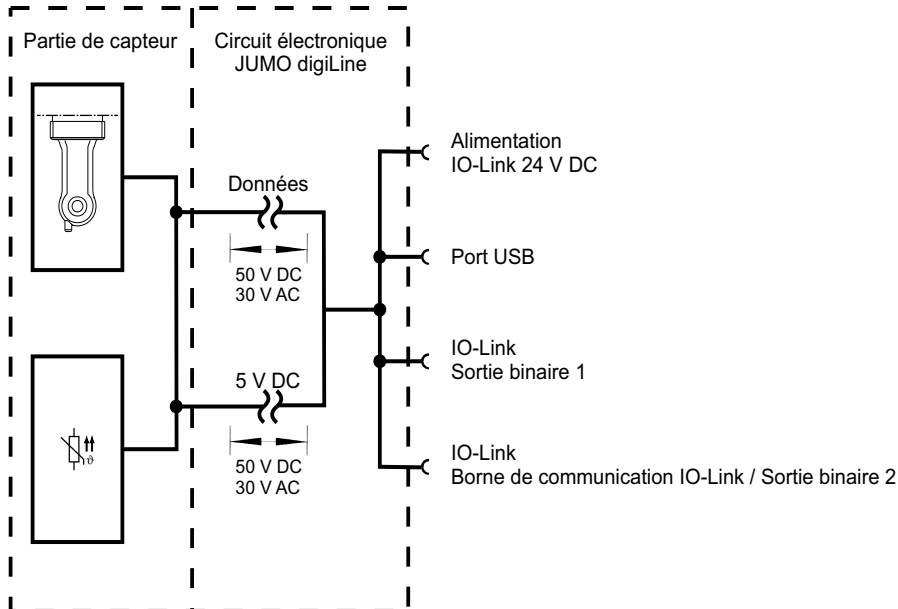 Partie de capteur
Circuit électronique
JUMO digiLine
Données
50 V DC
30 V AC
5 V DC
50 V DC
30 V AC
ϑ
Alimentation
IO-Link 24 V DC
Port USB
IO-Link
Sortie binaire 1
IO-Link
Borne de communication IO-Link / Sortie binaire 2